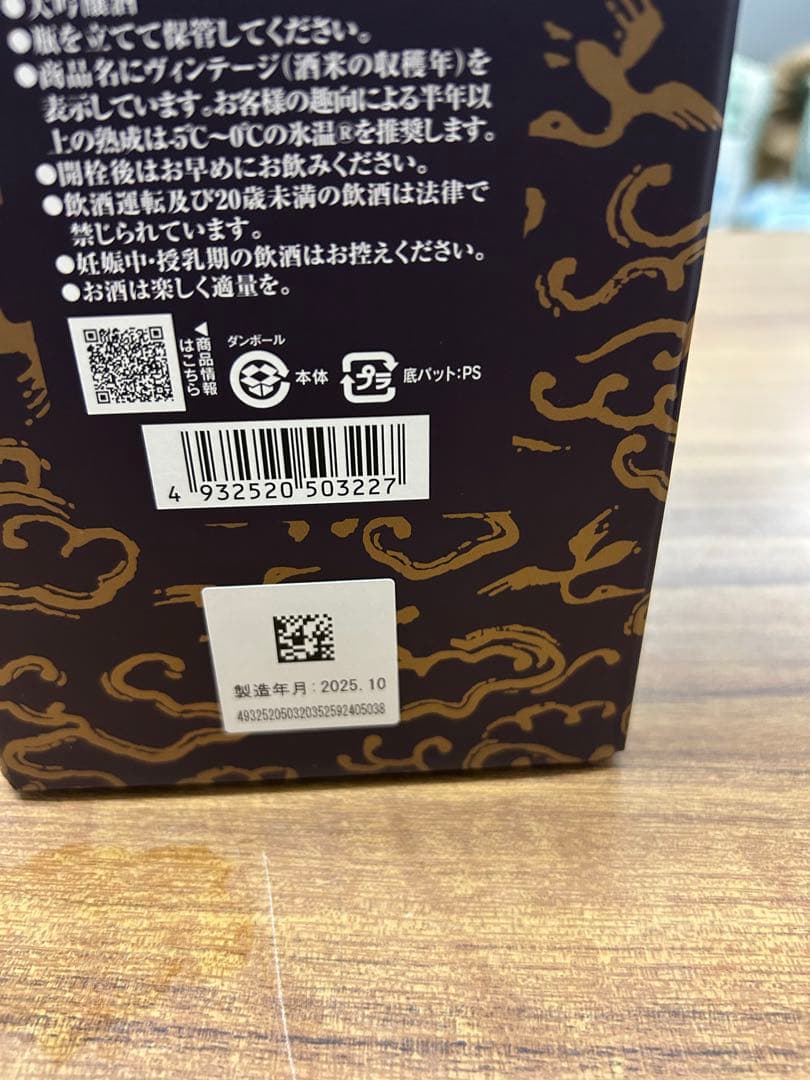 ●大吟醸酒
●瓶を立てて保管してください。
●商品名にヴィンテージ(酒米の収穫年)を
表示しています。お客様の趣向による半年以
上の熟成は-5℃〜0℃の氷温®を推奨します。
●開栓後はお早めにお飲みください。
●飲酒運転及び20歳未満の飲酒は法律で
禁じられています。
●妊娠中・授乳期の飲酒はお控えください。
●お酒は楽しく適量を。
◀商品情報
はこちら
ダンボール
本体
プラ
底パット:PS
4 932520 503227
製造年月:2025.10
493252050320352592405038